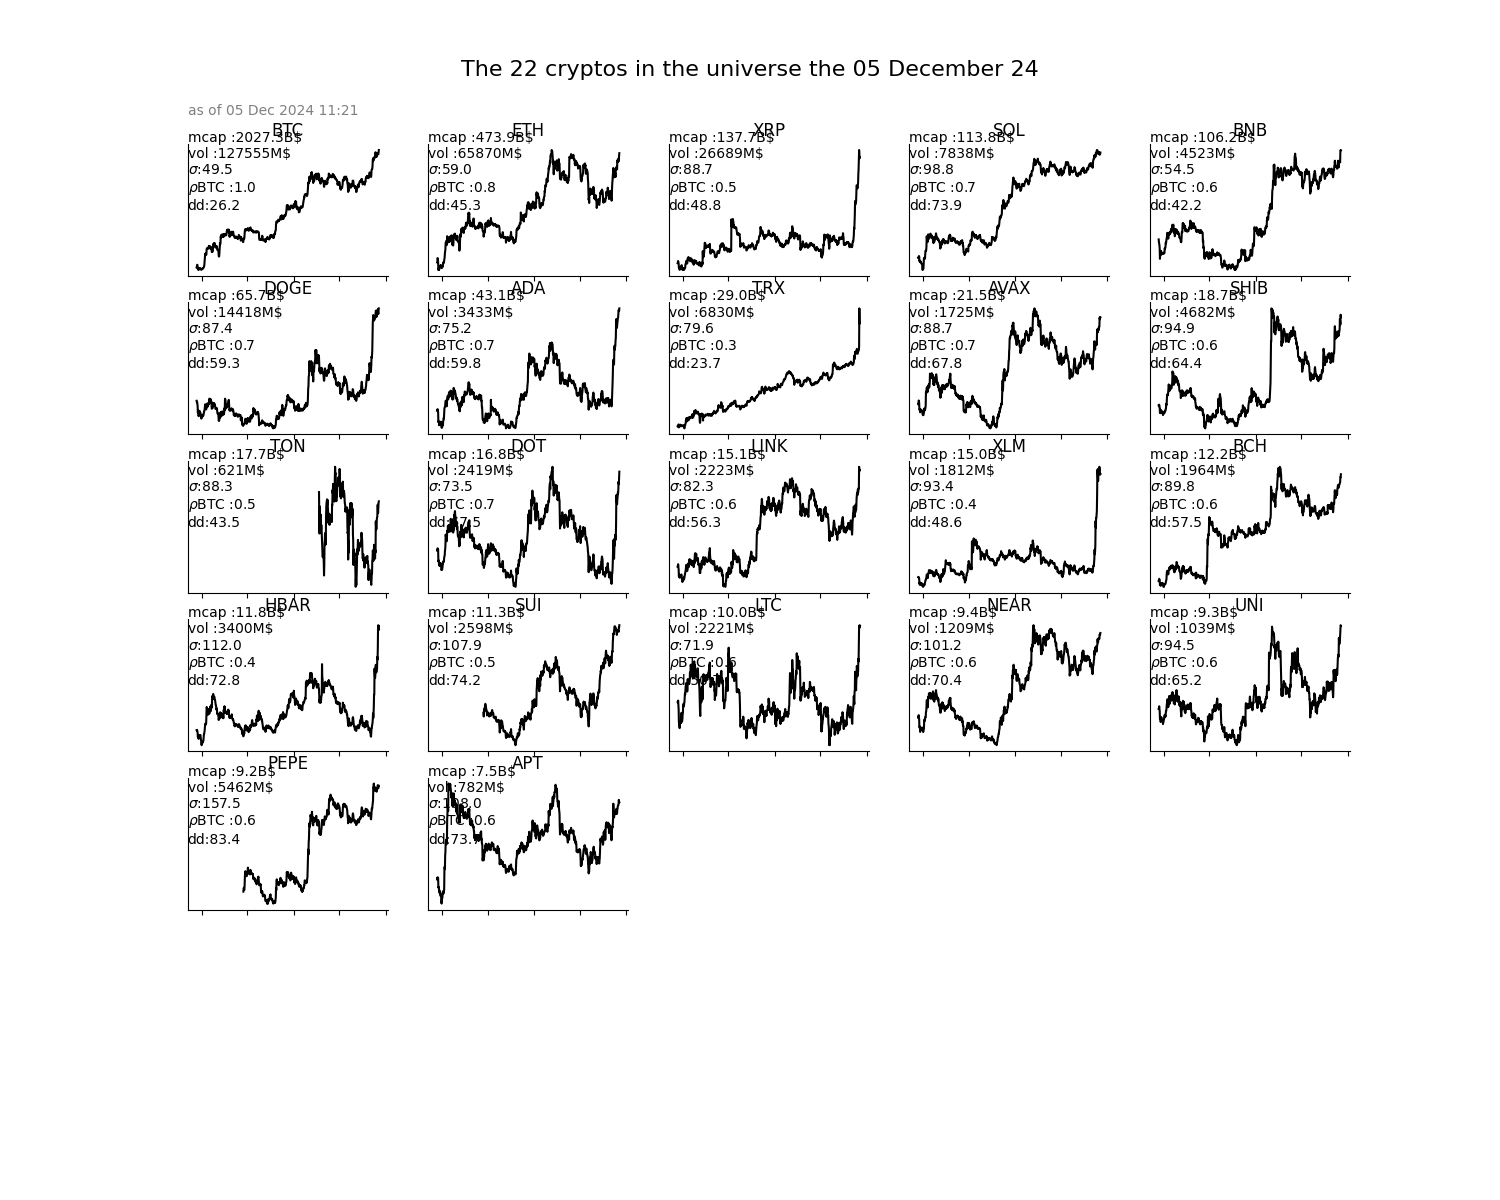 The 22 cryptos in the universe the 05 December 24
as of 05 Dec 2024 11:21
BTC
mcap :2027.3B$
vol :127555M$
σ:49.5
ρBTC :1.0
dd:26.2
ETH
mcap :473.9B$
vol :65870M$
σ:59.0
ρBTC :0.8
dd:45.3
XRP
mcap :137.7B$
vol :26689M$
σ:88.7
ρBTC :0.5
dd:48.8
SOL
mcap :113.8B$
vol :7838M$
σ:98.8
ρBTC :0.7
dd:73.9
BNB
mcap :106.2B$
vol :4523M$
σ:54.5
ρBTC :0.6
dd:42.2
DOGE
mcap :65.7B$
vol :14418M$
σ:87.4
ρBTC :0.7
dd:59.3
ADA
mcap :43.1B$
vol :3433M$
σ:75.2
ρBTC :0.7
dd:59.8
TRX
mcap :29.0B$
vol :6830M$
σ:79.6
ρBTC :0.3
dd:23.7
AVAX
mcap :21.5B$
vol :1725M$
σ:88.7
ρBTC :0.7
dd:67.8
SHIB
mcap :18.7B$
vol :4682M$
σ:94.9
ρBTC :0.6
dd:64.4
TON
mcap :17.7B$
vol :621M$
σ:88.3
ρBTC :0.5
dd:43.5
DOT
mcap :16.8B$
vol :2419M$
σ:73.5
ρBTC :0.7
LINK
mcap :15.1B$
vol :2223M$
σ:82.3
ρBTC :0.6
dd:56.3
XLM
mcap :15.0B$
vol :1812M$
σ:93.4
ρBTC :0.4
dd:48.6
BCH
mcap :12.2B$
vol :1964M$
σ:89.8
ρBTC :0.6
dd:57.5
HBAR
mcap :11.8B$
vol :3400M$
σ:112.0
ρBTC :0.4
dd:72.8
SUI
mcap :11.3B$
vol :2598M$
σ:107.9
ρBTC :0.5
dd:74.2
LTC
mcap :10.0B$
vol :2221M$
σ:71.9
ρBTC :0.6
NEAR
mcap :9.4B$
vol :1209M$
σ:101.2
ρBTC :0.6
dd:70.4
UNI
mcap :9.3B$
vol :1039M$
σ:94.5
ρBTC :0.6
dd:65.2
PEPE
mcap :9.2B$
vol :5462M$
σ:157.5
ρBTC :0.6
dd:83.4
APT
mcap :7.5B$
vol :782M$
ρBTC :0.6